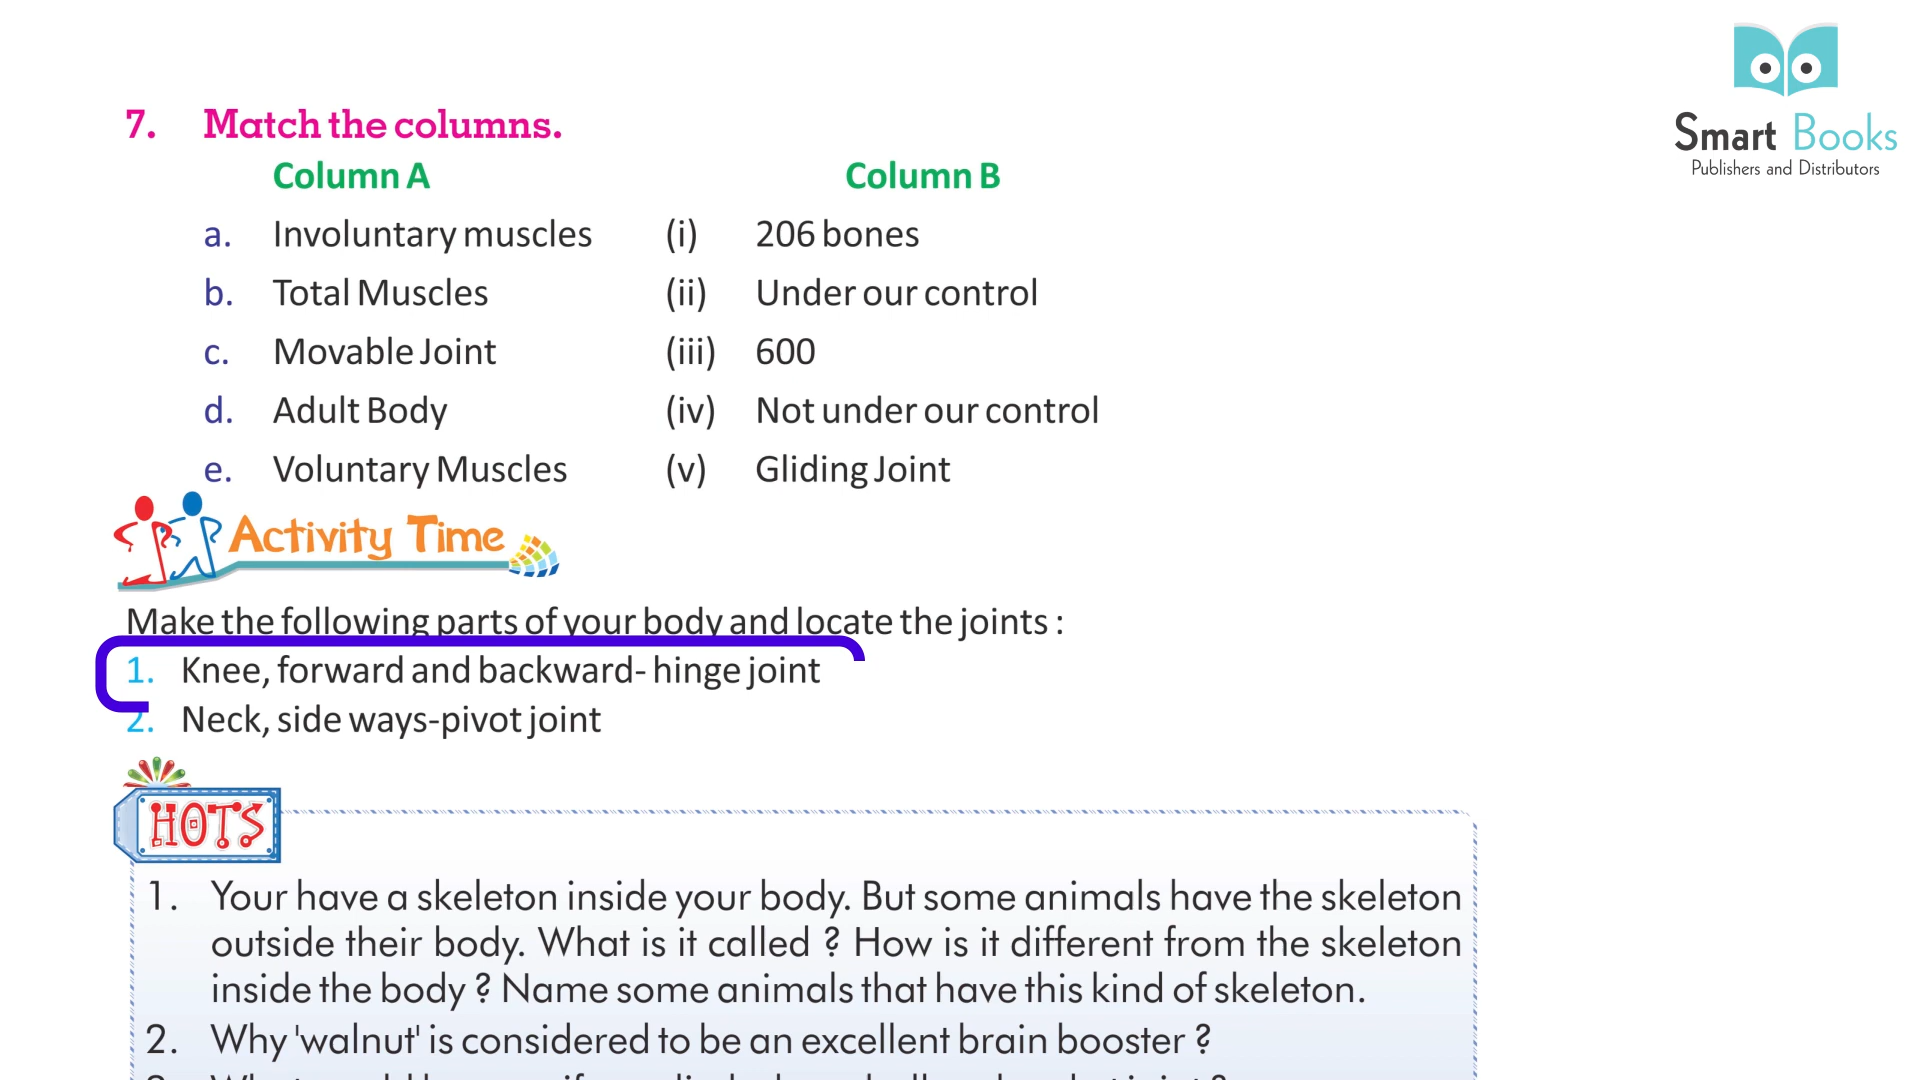 Smart Books
Publishers and Distributors
7. Match the columns.
Column A Column B
a. Involuntary muscles (i) 206 bones
b. Total Muscles (ii) Under our control
c. Movable Joint (iii) 600
d. Adult Body (iv) Not under our control
e. Voluntary Muscles (v) Gliding Joint
Activity Time
Make the following parts of your body and locate the joints :
1. Knee, forward and backward- hinge joint
2. Neck, side ways-pivot joint
HOTS
1. Your have a skeleton inside your body. But some animals have the skeleton
outside their body. What is it called ? How is it different from the skeleton
inside the body ? Name some animals that have this kind of skeleton.
2. Why 'walnut' is considered to be an excellent brain booster ?